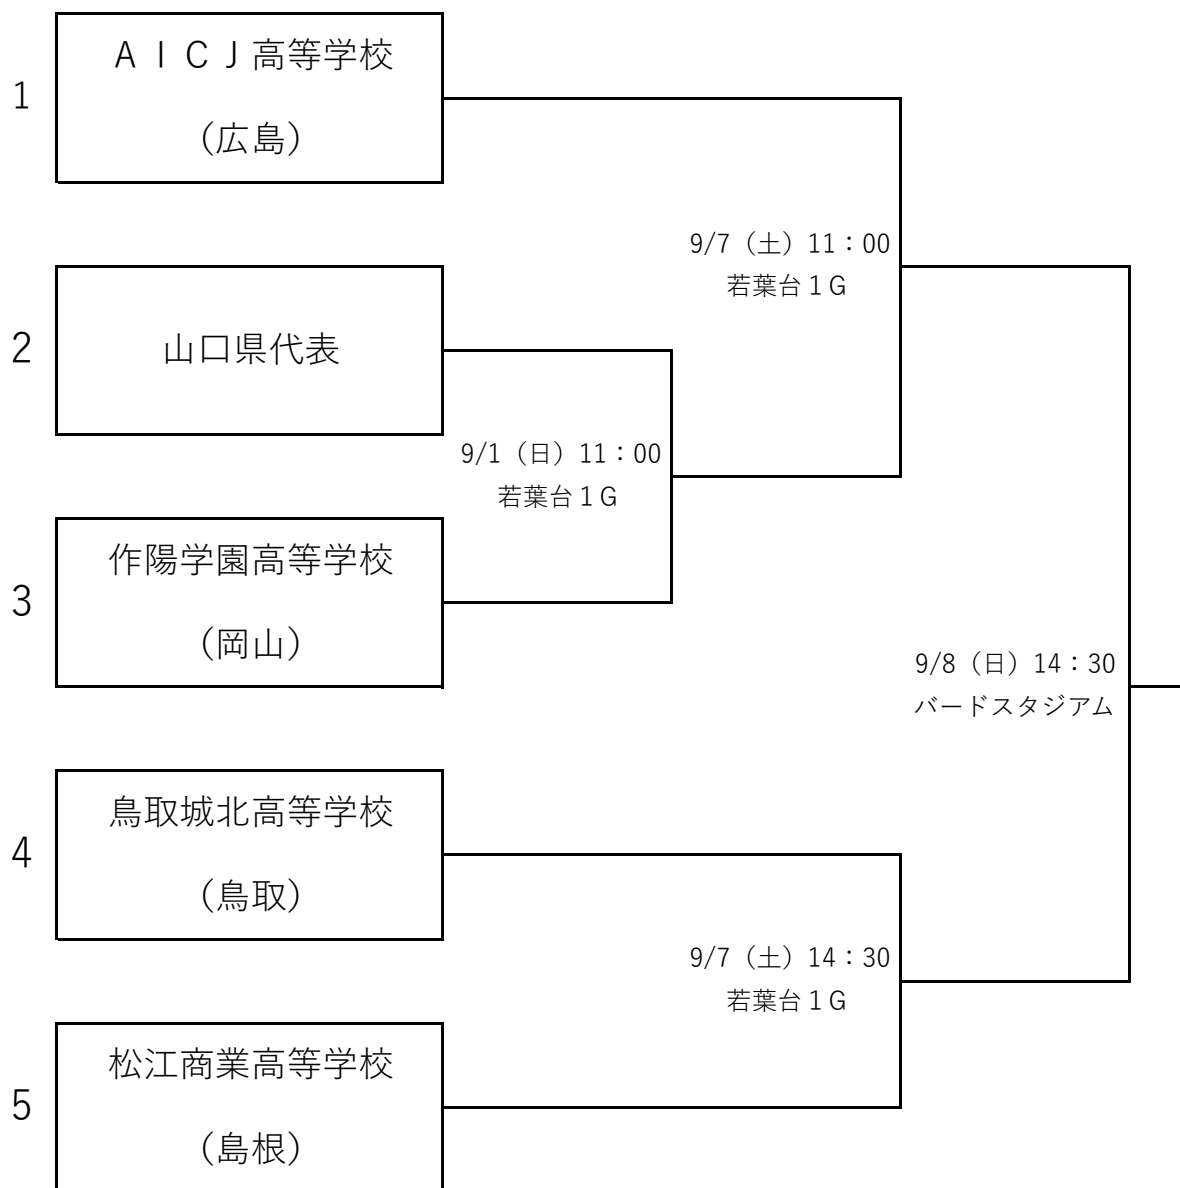 1
ＡＩＣＪ高等学校
（広島）
9/7（土）11：00
若葉台１G
2
山口県代表
9/1（日）11：00
若葉台１G
3
作陽学園高等学校
（岡山）
9/8（日）14：30
バードスタジアム
4
鳥取城北高等学校
（鳥取）
9/7（土）14：30
若葉台１G
5
松江商業高等学校
（島根）